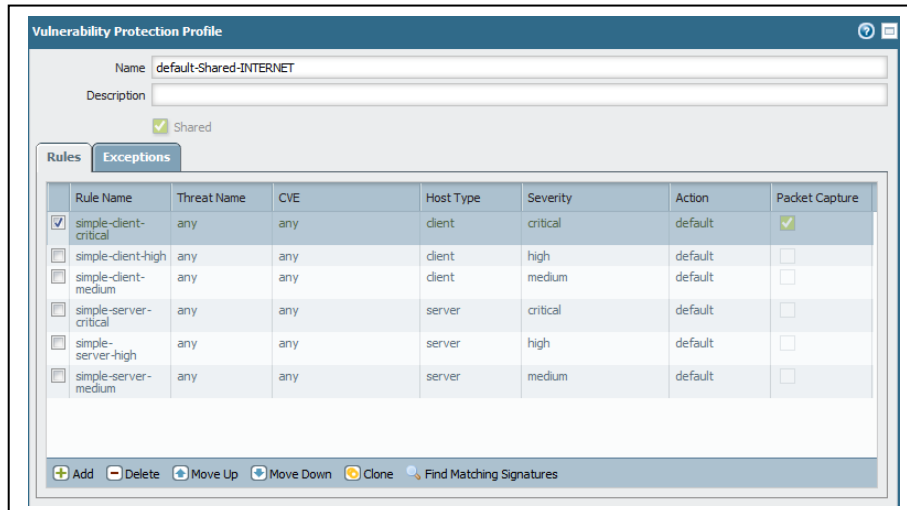 Vulnerability Protection Profile
Name default-Shared-INTERNET
Description
Shared
Rules Exceptions
Rule Name Threat Name CVE Host Type Severity Action Packet Capture
simple-client-critical any any client critical default
simple-client-high any any client high default
simple-client-medium any any client medium default
simple-server-critical any any server critical default
simple-server-high any any server high default
simple-server-medium any any server medium default
Add Delete Move Up Move Down Clone Find Matching Signatures